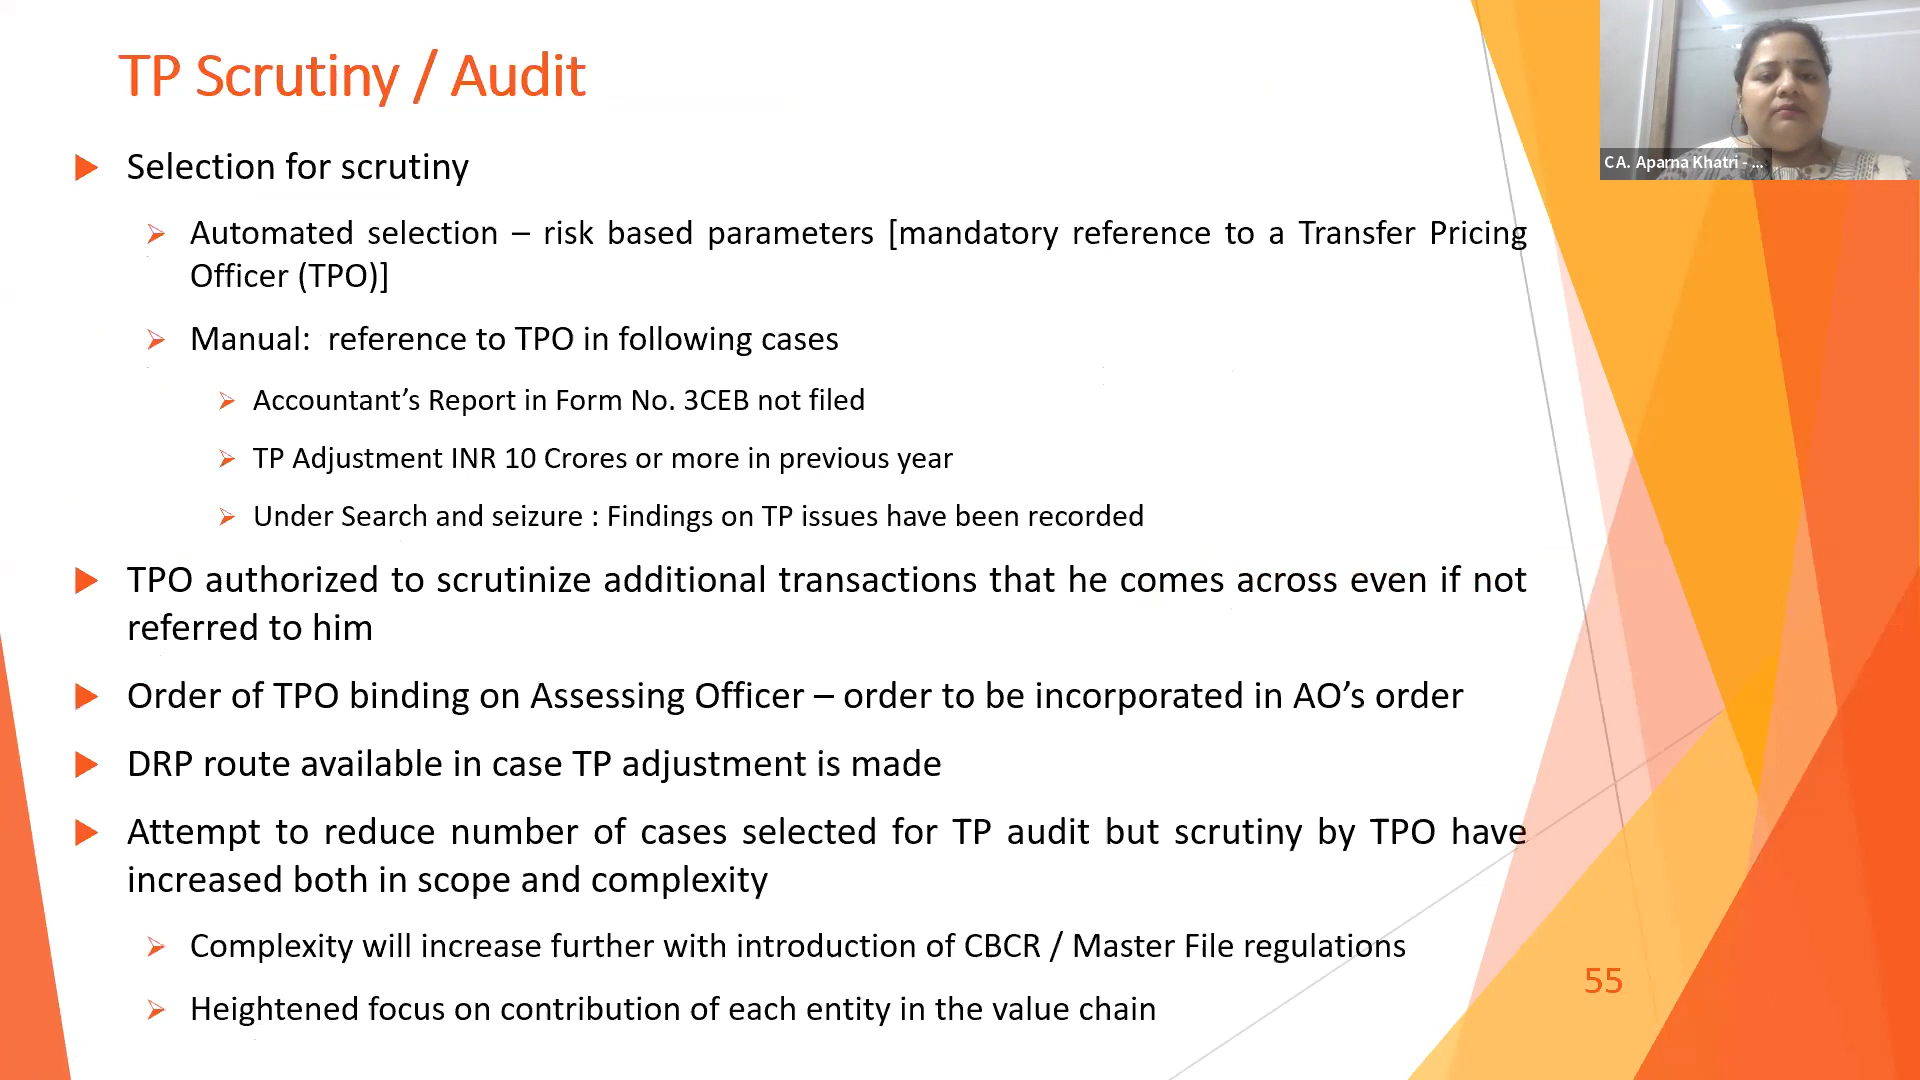 TP Scrutiny / Audit
Selection for scrutiny
Automated selection – risk based parameters [mandatory reference to a Transfer Pricing
Officer (TPO)]
Manual:  reference to TPO in following cases
Accountant’s Report in Form No. 3CEB not filed
TP Adjustment INR 10 Crores or more in previous year
Under Search and seizure : Findings on TP issues have been recorded
TPO authorized to scrutinize additional transactions that he comes across even if not
referred to him
Order of TPO binding on Assessing Officer – order to be incorporated in AO’s order
DRP route available in case TP adjustment is made
Attempt to reduce number of cases selected for TP audit but scrutiny by TPO have
increased both in scope and complexity
Complexity will increase further with introduction of CBCR / Master File regulations
Heightened focus on contribution of each entity in the value chain
55
CA. Aparna Khatri - ...